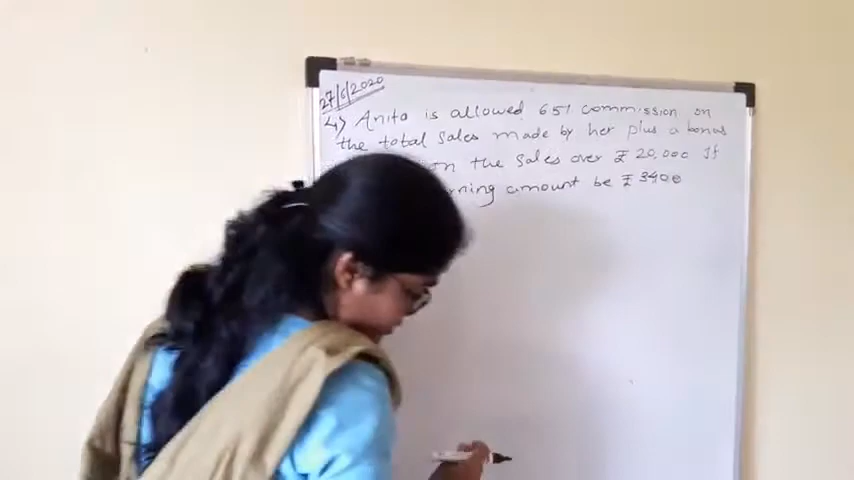 27/6/2020
4) Anita is allowed 6.5% commission on
the total sales made by her plus a bonus
on the sales over ₹ 20,000 If
amount be ₹ 3400